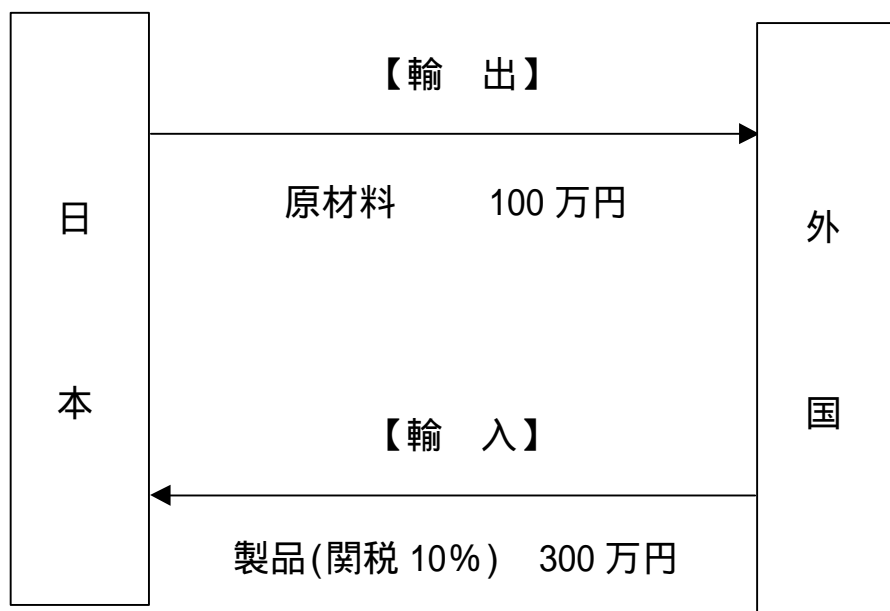 【輸　出】
原材料　　100 万円
日本
外国
【輸　入】
製品(関税 10%)　300 万円